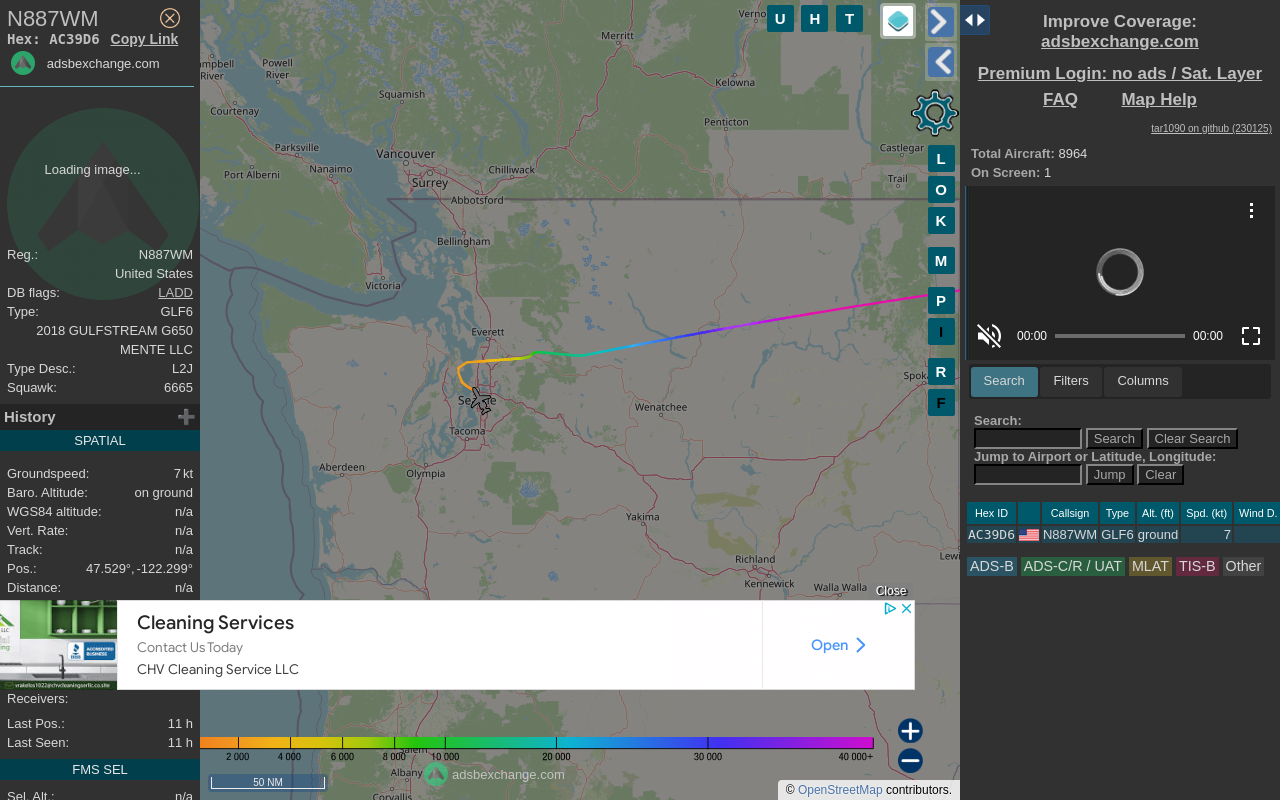 N887WM
Hex: AC39D6 Copy Link
adsbexchange.com
Loading image...
Reg.: N887WM
United States
DB flags: LADD
Type: GLF6
2018 GULFSTREAM G650
MENTE LLC
Type Desc.: L2J
Squawk: 6665
History
SPATIAL
Groundspeed: 7 kt
Baro. Altitude: on ground
WGS84 altitude: n/a
Vert. Rate: n/a
Track: n/a
Pos.: 47.529°, -122.299°
Distance: n/a
Receivers:
Last Pos.: 11 h
Last Seen: 11 h
FMS SEL
Sel. Alt.: n/a
U H T
L
O
K
M
P
I
R
F
Merritt
Powell
River
River
Squamish
Kelowna
Courtenay
Penticton
Parksville
Vancouver
Nanaimo
Chilliwack
Castlegar
Port Alberni
Surrey
Trail
Abbotsford
Bellingham
Victoria
Everett
Wenatchee
Tacoma
Aberdeen
Olympia
Yakima
Richland
Kennewick
Walla Walla
Albany
Corvallis
Close
Cleaning Services
Contact Us Today
CHV Cleaning Service LLC
Open
2 000 4 000 6 000 8 000 10 000 20 000 30 000 40 000+
adsbexchange.com
50 NM
© OpenStreetMap contributors.
Improve Coverage:
adsbexchange.com
Premium Login: no ads / Sat. Layer
FAQ Map Help
tar1090 on github (230125)
Total Aircraft: 8964
On Screen: 1
00:00 00:00
Search Filters Columns
Search:
Search Clear Search
Jump to Airport or Latitude, Longitude:
Jump Clear
Hex ID Callsign Type Alt. (ft) Spd. (kt) Wind D.
AC39D6 N887WM GLF6 ground 7
ADS-B ADS-C/R / UAT MLAT TIS-B Other